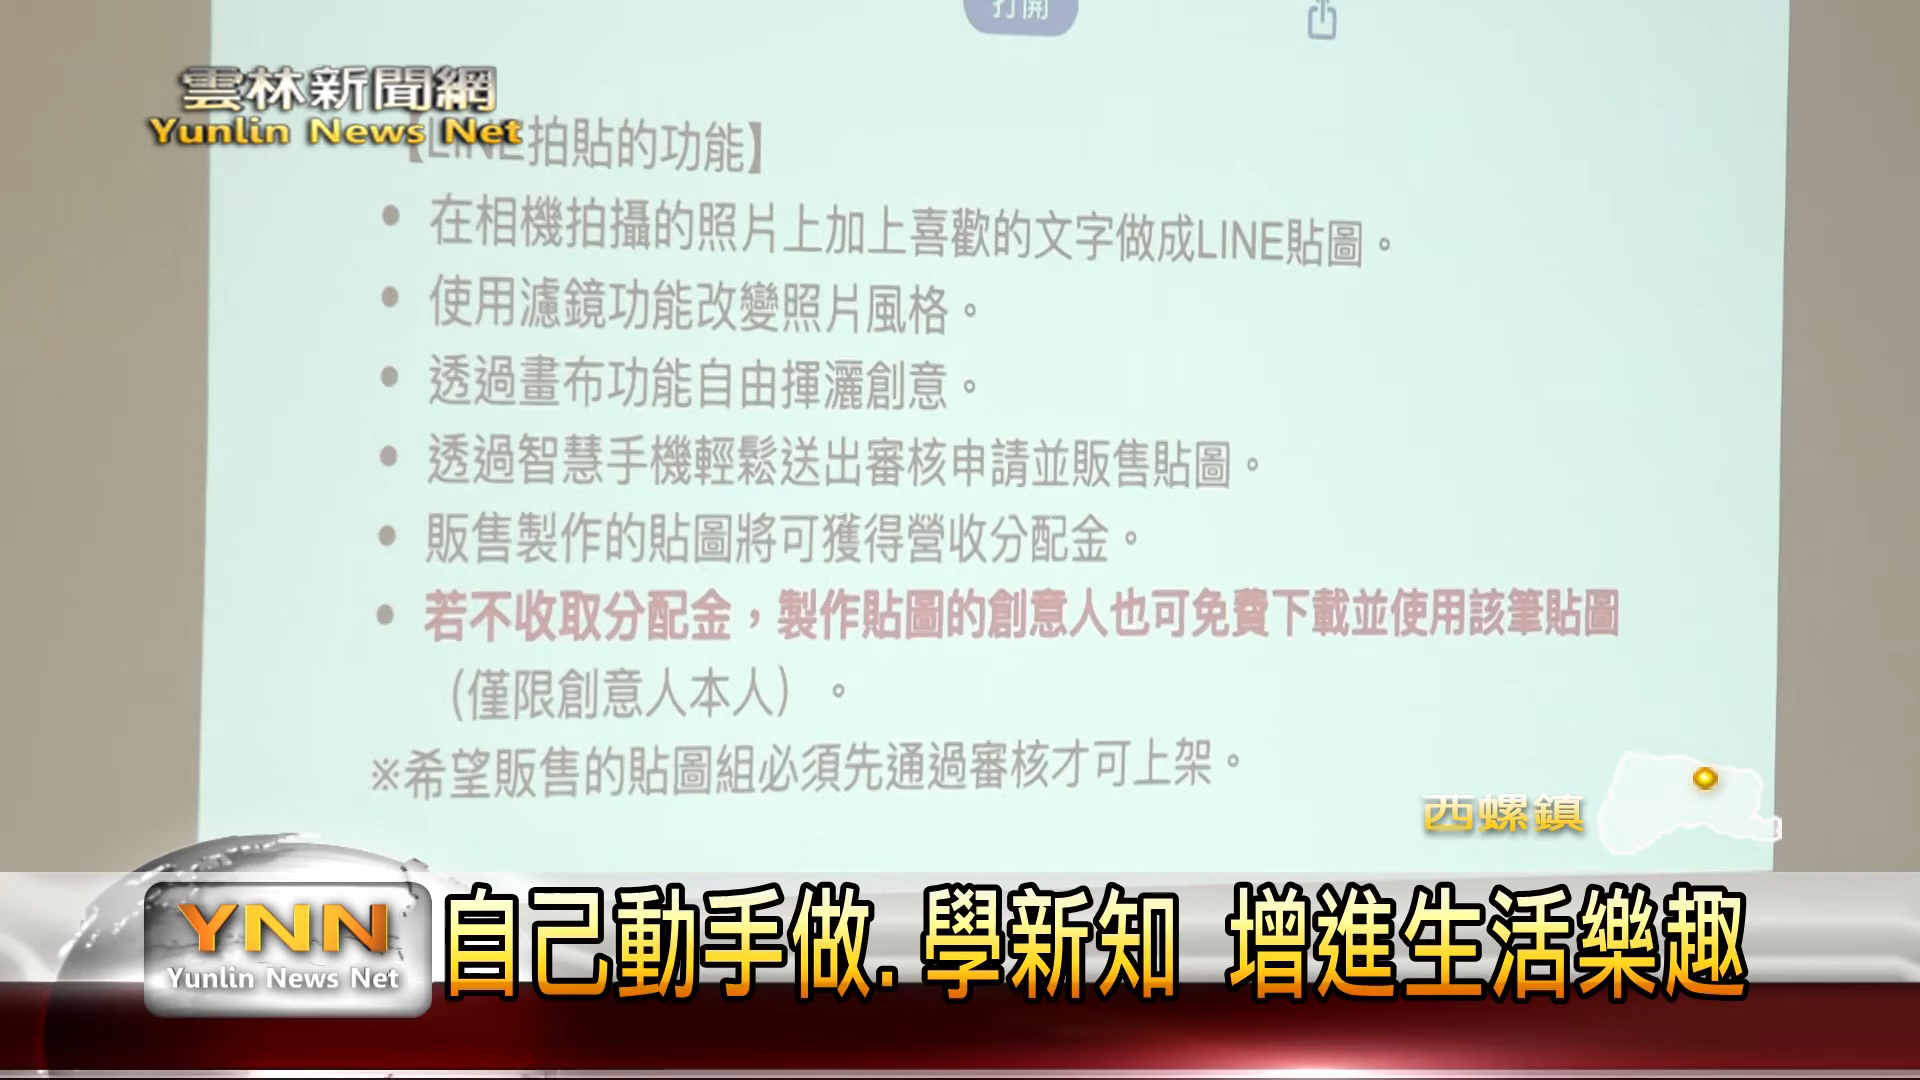 打開
雲林新聞網
Yunlin News Net
【LINE拍貼的功能】
• 在相機拍攝的照片上加上喜歡的文字做成LINE貼圖。
• 使用濾鏡功能改變照片風格。
• 透過畫布功能自由揮灑創意。
• 透過智慧手機輕鬆送出審核申請並販售貼圖。
• 販售製作的貼圖將可獲得營收分配金。
• 若不收取分配金，製作貼圖的創意人也可免費下載並使用該筆貼圖
（僅限創意人本人）。
※希望販售的貼圖組必須先通過審核才可上架。
西螺鎮
YNN
Yunlin News Net
自己動手做.學新知 增進生活樂趣